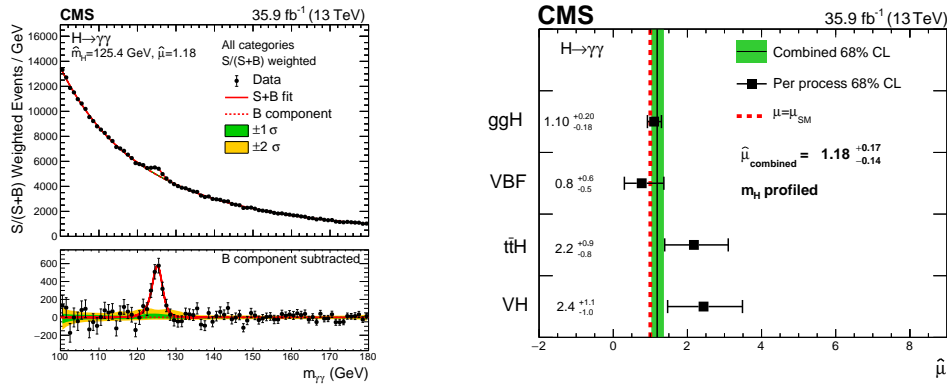 CMS 35.9 fb⁻¹ (13 TeV)
S/(S+B) Weighted Events / GeV
16000
14000
12000
10000
8000
6000
4000
2000
0
H→γγ
m̂_H=125.4 GeV, μ̂=1.18
All categories
S/(S+B) weighted
Data
S+B fit
B component
±1 σ
±2 σ
B component subtracted
600
400
200
0
−200
100 110 120 130 140 150 160 170 180
m_γγ (GeV)
CMS 35.9 fb⁻¹ (13 TeV)
H→γγ
Combined 68% CL
Per process 68% CL
μ=μ_SM
μ̂_combined = 1.18 +0.17 −0.14
m_H profiled
ggH 1.10 +0.20 -0.18
VBF 0.8 +0.6 -0.5
tt̄H 2.2 +0.9 -0.8
VH 2.4 +1.1 -1.0
−2 0 2 4 6 8
μ̂